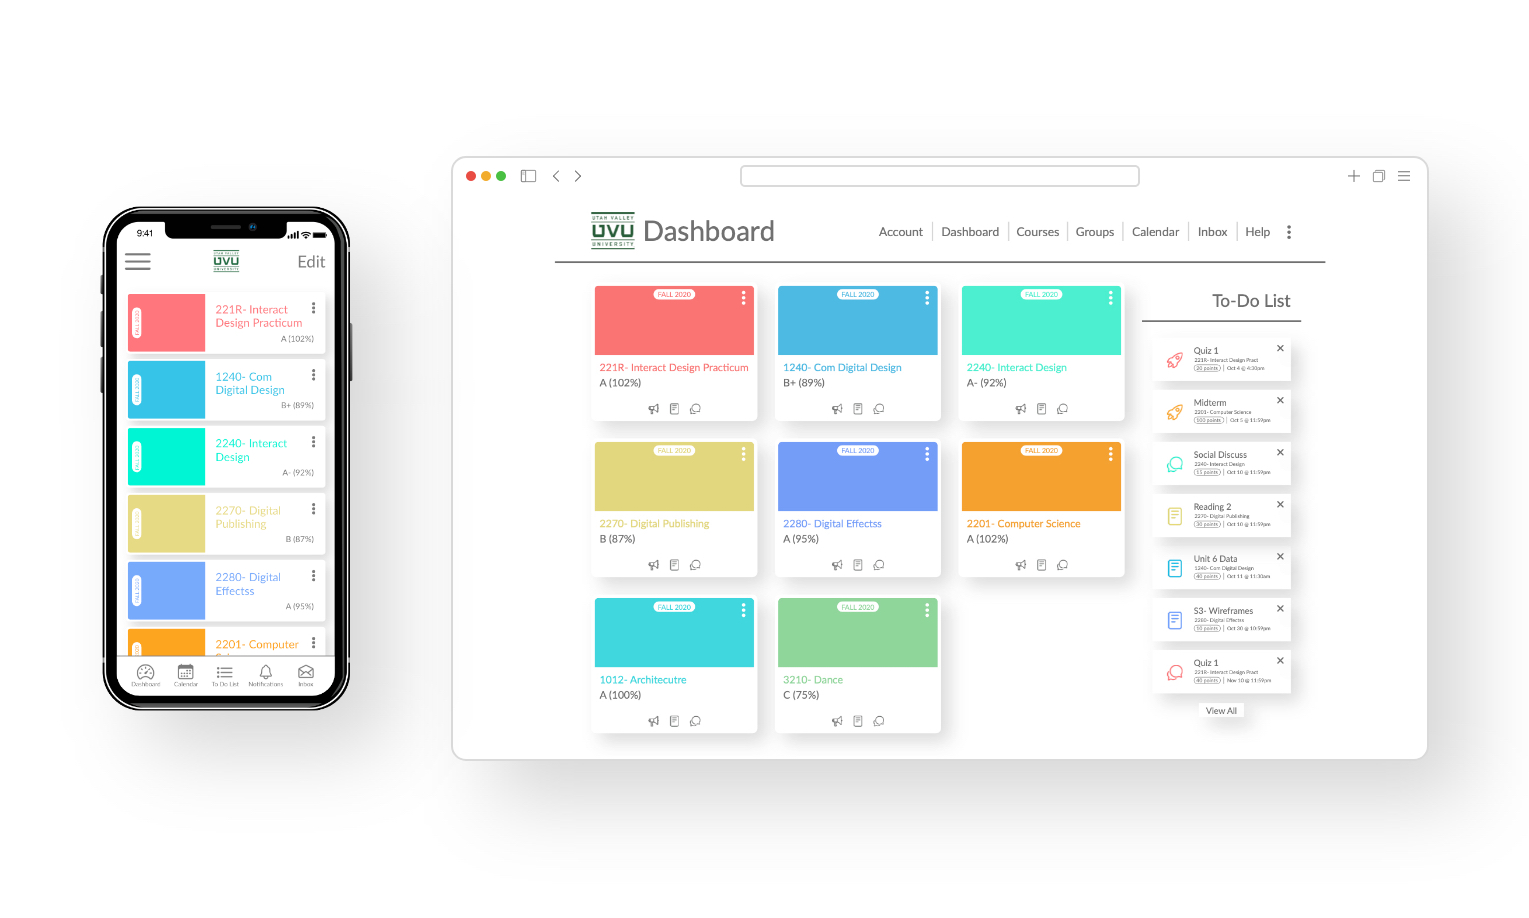 9:41
UTAH VALLEY
UVU
UNIVERSITY
Edit
FALL 2020
221R- Interact
Design Practicum
A (102%)
FALL 2020
1240- Com
Digital Design
B+ (89%)
FALL 2020
2240- Interact
Design
A- (92%)
FALL 2020
2270- Digital
Publishing
B (87%)
FALL 2020
2280- Digital
Effectss
A (95%)
2201- Computer
Dashboard
Calendar
To Do List
Notifications
Inbox
UTAH VALLEY
UVU
UNIVERSITY
Dashboard
Account
Dashboard
Courses
Groups
Calendar
Inbox
Help
FALL 2020
221R- Interact Design Practicum
A (102%)
FALL 2020
1240- Com Digital Design
B+ (89%)
FALL 2020
2240- Interact Design
A- (92%)
FALL 2020
2270- Digital Publishing
B (87%)
FALL 2020
2280- Digital Effectss
A (95%)
FALL 2020
2201- Computer Science
A (102%)
FALL 2020
1012- Architecutre
A (100%)
FALL 2020
3210- Dance
C (75%)
To-Do List
Quiz 1
221R- Interact Design Pract
20 points | Oct 4 @ 4:30pm
Midterm
2201- Computer Science
100 points | Oct 5 @ 11:59pm
Social Discuss
2240- Interact Design
15 points | Oct 10 @ 11:59pm
Reading 2
2270- Digital Publishing
30 points | Oct 10 @ 11:59pm
Unit 6 Data
1240- Com Digital Design
40 points | Oct 11 @ 11:30am
S3- Wireframes
2280- Digital Effectss
10 points | Oct 30 @ 10:59pm
Quiz 1
221R- Interact Design Pract
40 points | Nov 10 @ 11:59pm
View All